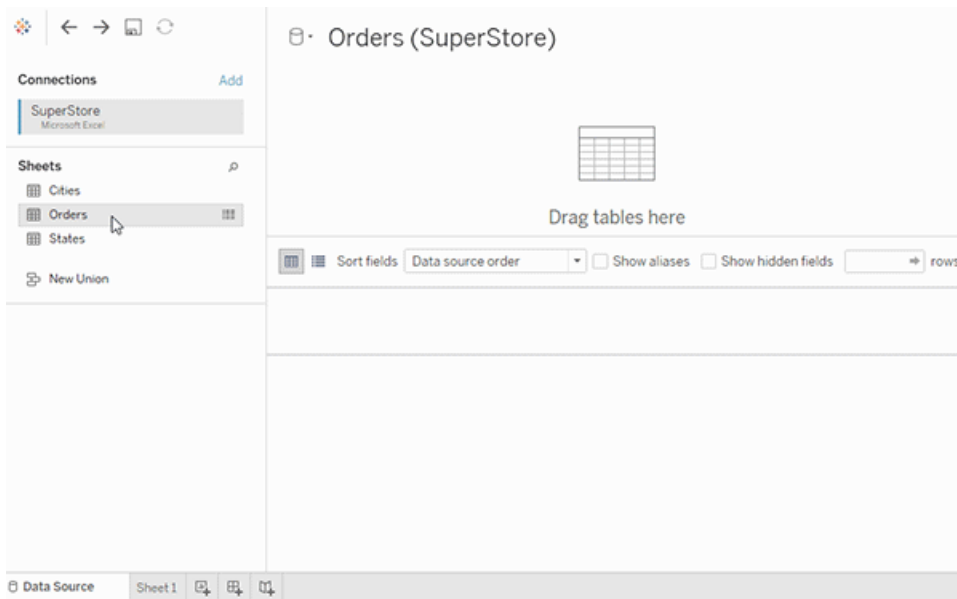 Orders (SuperStore)
Connections
Add
SuperStore
Microsoft Excel
Sheets
Cities
Orders
States
New Union
Drag tables here
Sort fields Data source order Show aliases Show hidden fields rows
Data Source Sheet 1